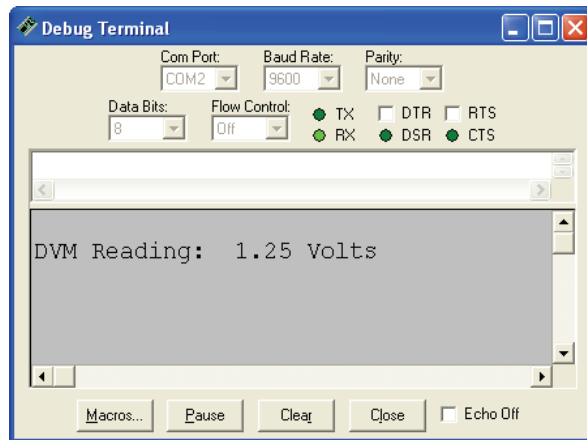 Debug Terminal
Com Port: Baud Rate: Parity:
COM2 9600 None
Data Bits: Flow Control: TX DTR RTS
8 Off RX DSR CTS
DVM Reading:  1.25 Volts
Macros... Pause Clear Close Echo Off